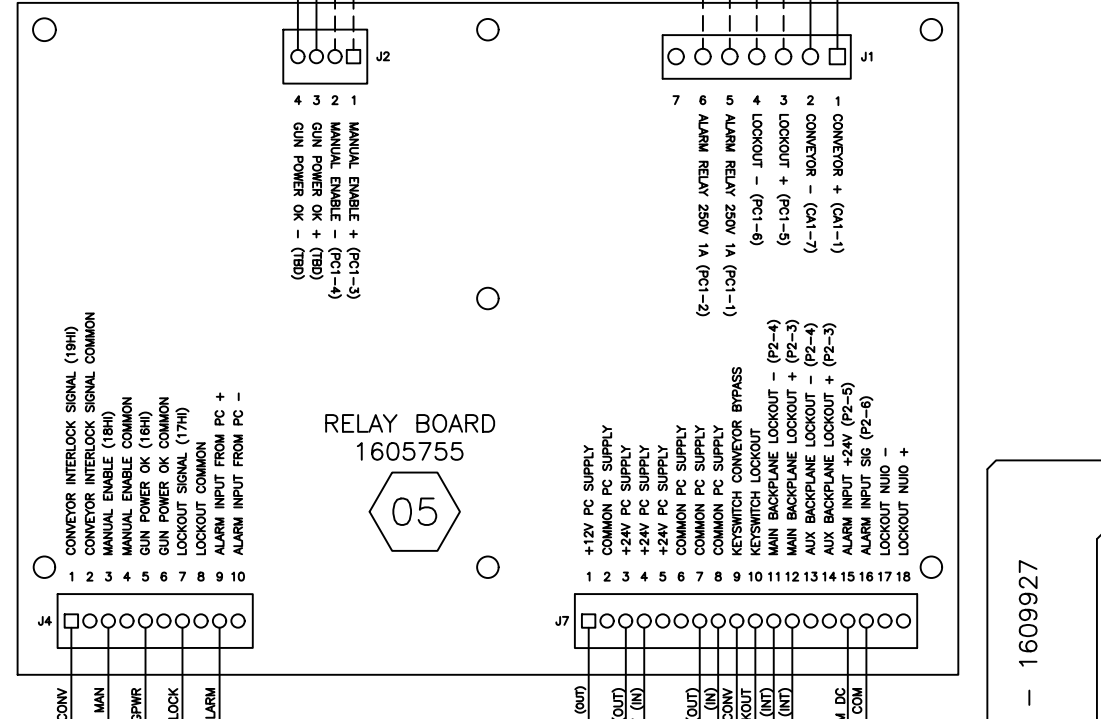 J2
J1
4 3 2 1
GUN POWER OK - (TBD)
GUN POWER OK + (TBD)
MANUAL ENABLE - (PC1-4)
MANUAL ENABLE + (PC1-3)
7 6 5 4 3 2 1
ALARM RELAY 250V 1A (PC1-2)
ALARM RELAY 250V 1A (PC1-1)
LOCKOUT - (PC1-6)
LOCKOUT + (PC1-5)
CONVEYOR - (CA1-7)
CONVEYOR + (CA1-1)
CONVEYOR INTERLOCK SIGNAL (19HI)
CONVEYOR INTERLOCK SIGNAL COMMON
MANUAL ENABLE (18HI)
MANUAL ENABLE COMMON
GUN POWER OK (16HI)
GUN POWER OK COMMON
LOCKOUT SIGNAL (17HI)
LOCKOUT COMMON
ALARM INPUT FROM PC +
ALARM INPUT FROM PC -
1 2 3 4 5 6 7 8 9 10
J4
RELAY BOARD
1605755
05
+12V PC SUPPLY
COMMON PC SUPPLY
+24V PC SUPPLY
+24V PC SUPPLY
+24V PC SUPPLY
COMMON PC SUPPLY
COMMON PC SUPPLY
COMMON PC SUPPLY
KEYSWITCH CONVEYOR BYPASS
KEYSWITCH LOCKOUT
MAIN BACKPLANE LOCKOUT - (P2-4)
MAIN BACKPLANE LOCKOUT + (P2-3)
AUX BACKPLANE LOCKOUT - (P2-4)
AUX BACKPLANE LOCKOUT + (P2-3)
ALARM INPUT +24V (P2-5)
ALARM INPUT SIG (P2-6)
LOCKOUT NUIO -
LOCKOUT NUIO +
1 2 3 4 5 6 7 8 9 10 11 12 13 14 15 16 17 18
J7
CONV
MAN
GPWR
LOCK
ALARM
(OUT)
(IN)
(IN)
CONV
(INT)
(INT)
DC
COM
- 1609927